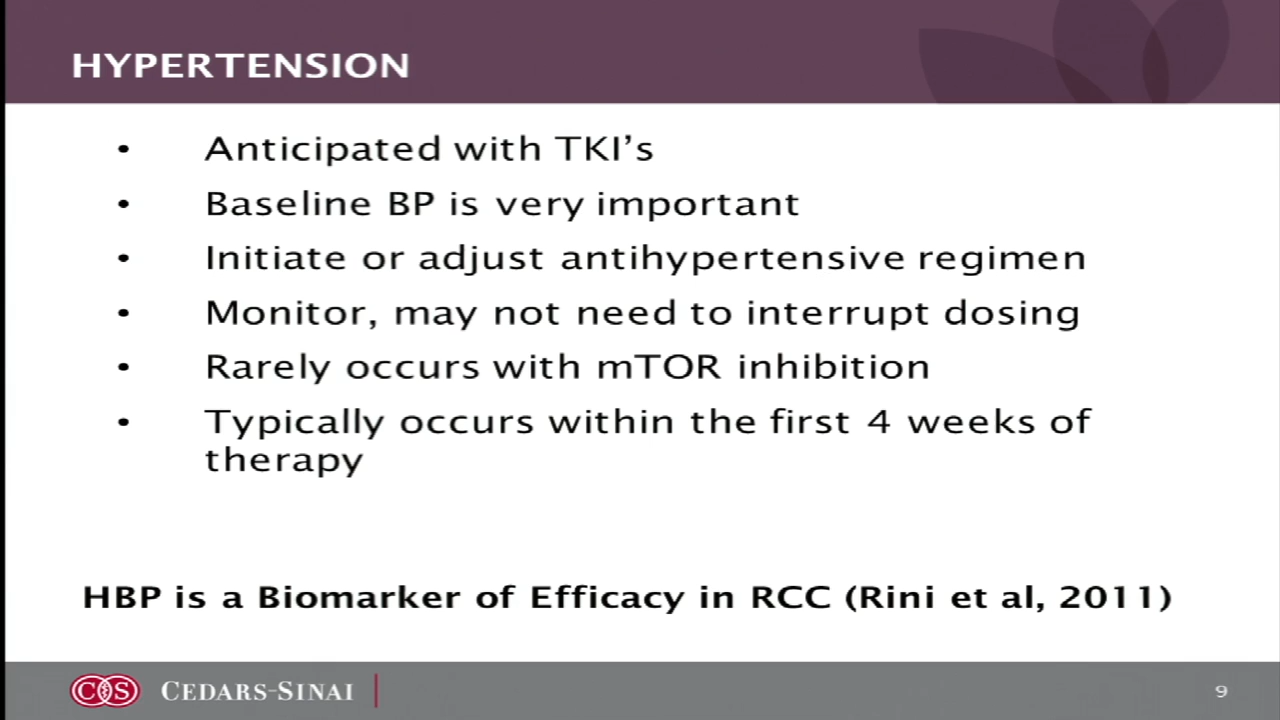 HYPERTENSION
• Anticipated with TKI’s
• Baseline BP is very important
• Initiate or adjust antihypertensive regimen
• Monitor, may not need to interrupt dosing
• Rarely occurs with mTOR inhibition
• Typically occurs within the first 4 weeks of
therapy
HBP is a Biomarker of Efficacy in RCC (Rini et al, 2011)
CEDARS-SINAI
9